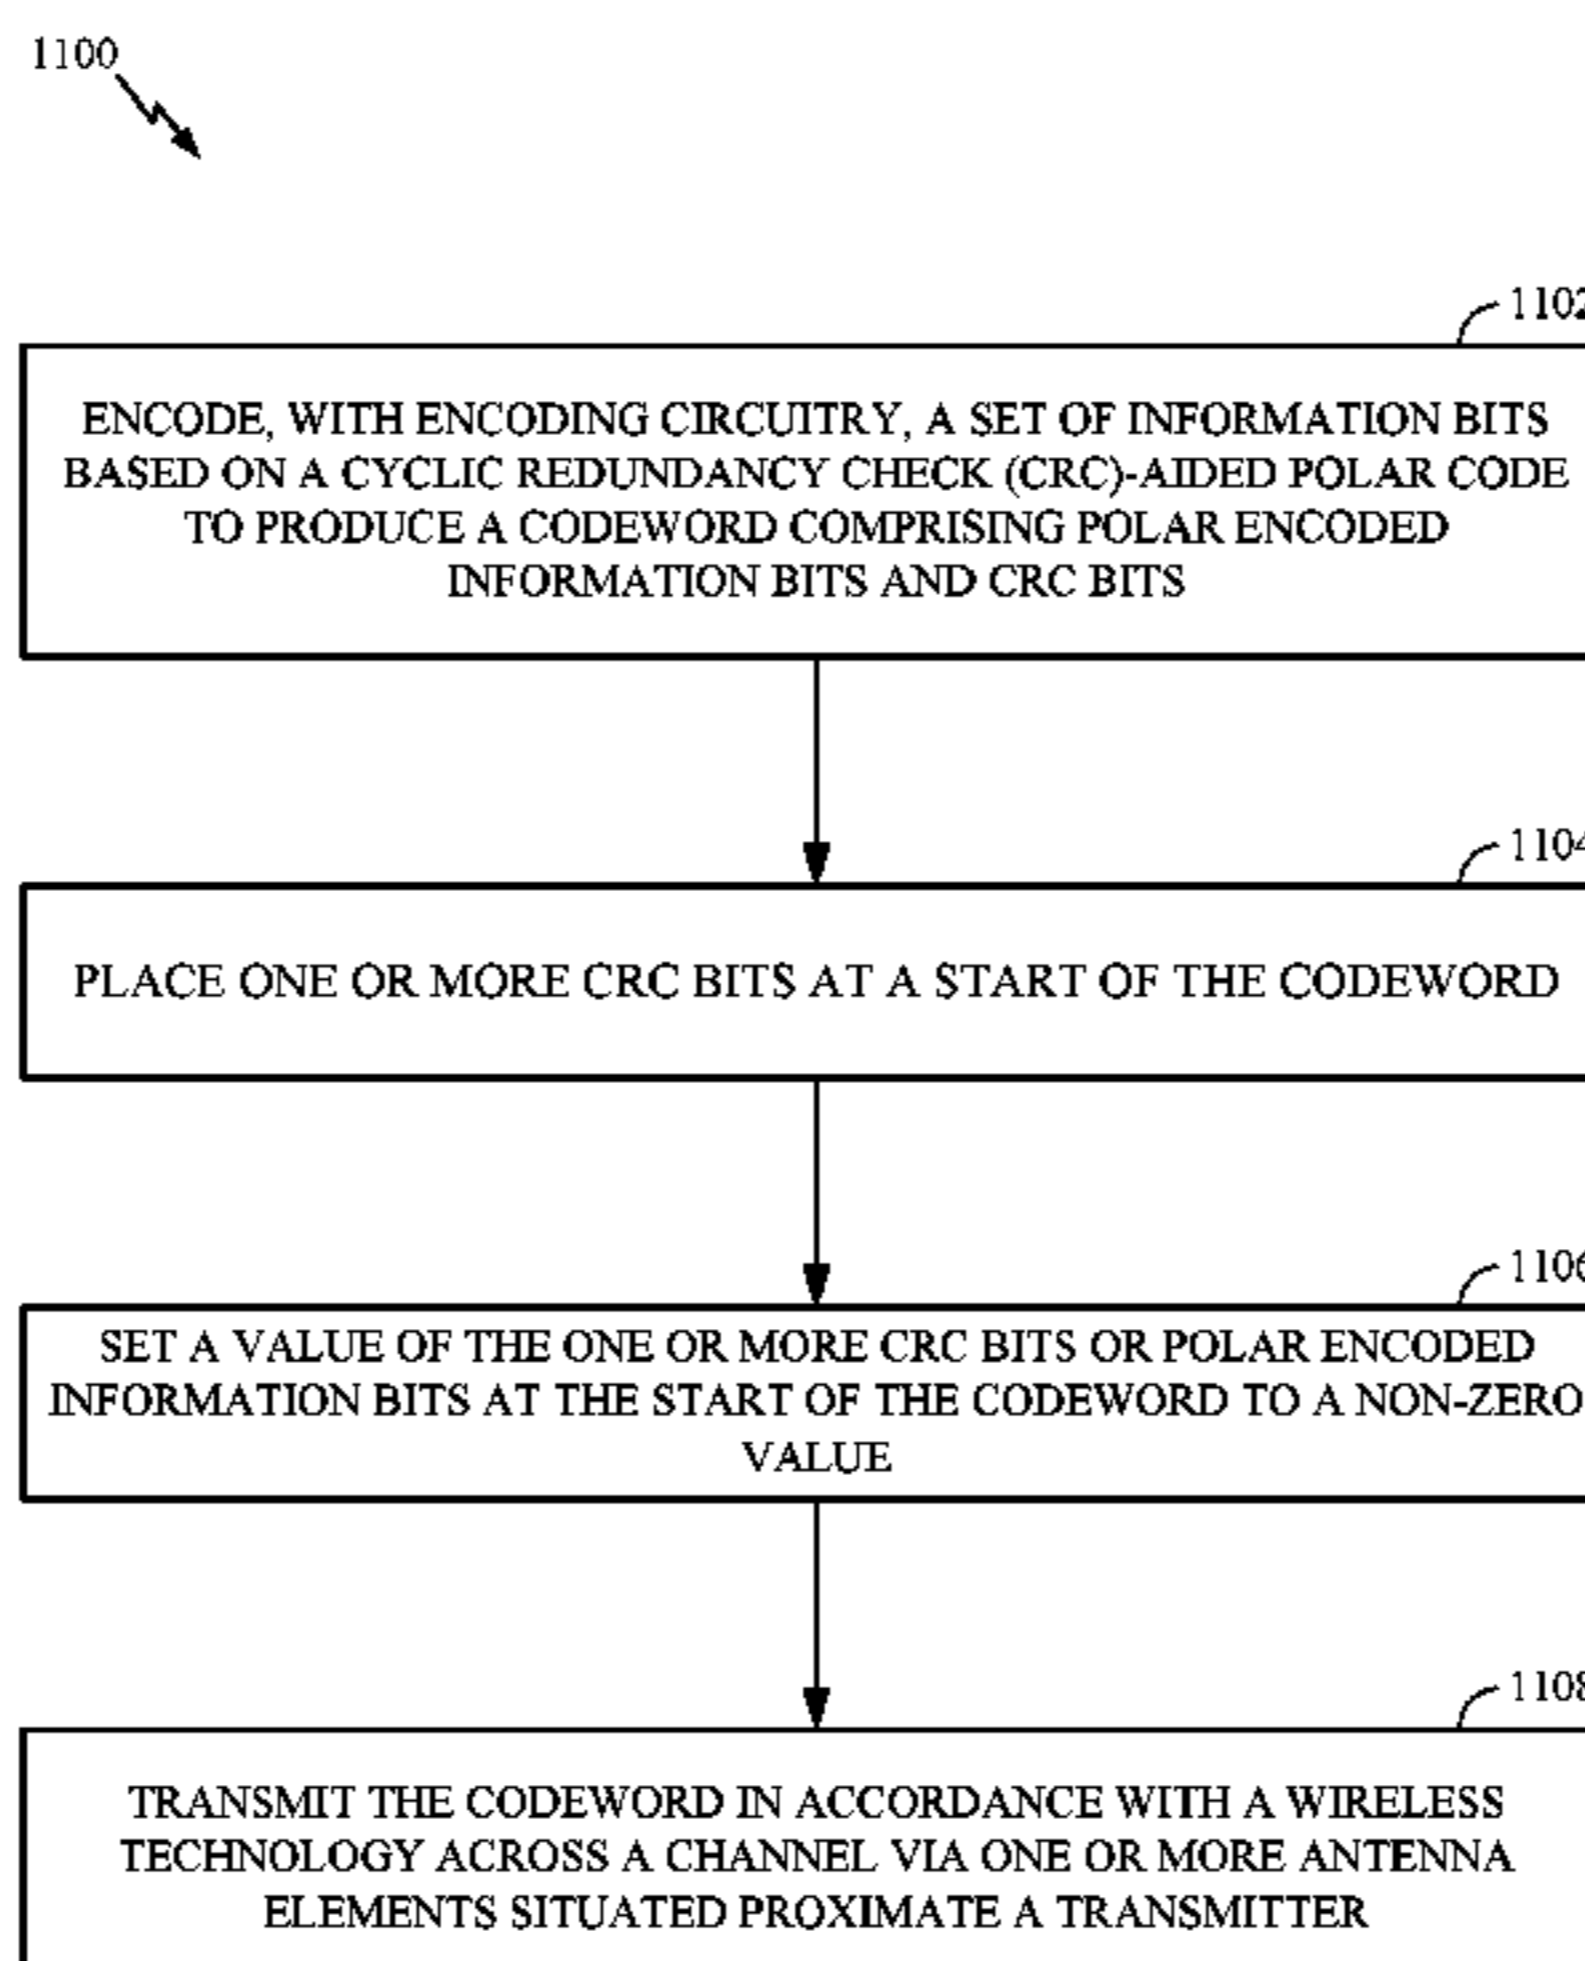 1100
1102
ENCODE, WITH ENCODING CIRCUITRY, A SET OF INFORMATION BITS
BASED ON A CYCLIC REDUNDANCY CHECK (CRC)-AIDED POLAR CODE
TO PRODUCE A CODEWORD COMPRISING POLAR ENCODED
INFORMATION BITS AND CRC BITS
1104
PLACE ONE OR MORE CRC BITS AT A START OF THE CODEWORD
1106
SET A VALUE OF THE ONE OR MORE CRC BITS OR POLAR ENCODED
INFORMATION BITS AT THE START OF THE CODEWORD TO A NON-ZERO
VALUE
1108
TRANSMIT THE CODEWORD IN ACCORDANCE WITH A WIRELESS
TECHNOLOGY ACROSS A CHANNEL VIA ONE OR MORE ANTENNA
ELEMENTS SITUATED PROXIMATE A TRANSMITTER